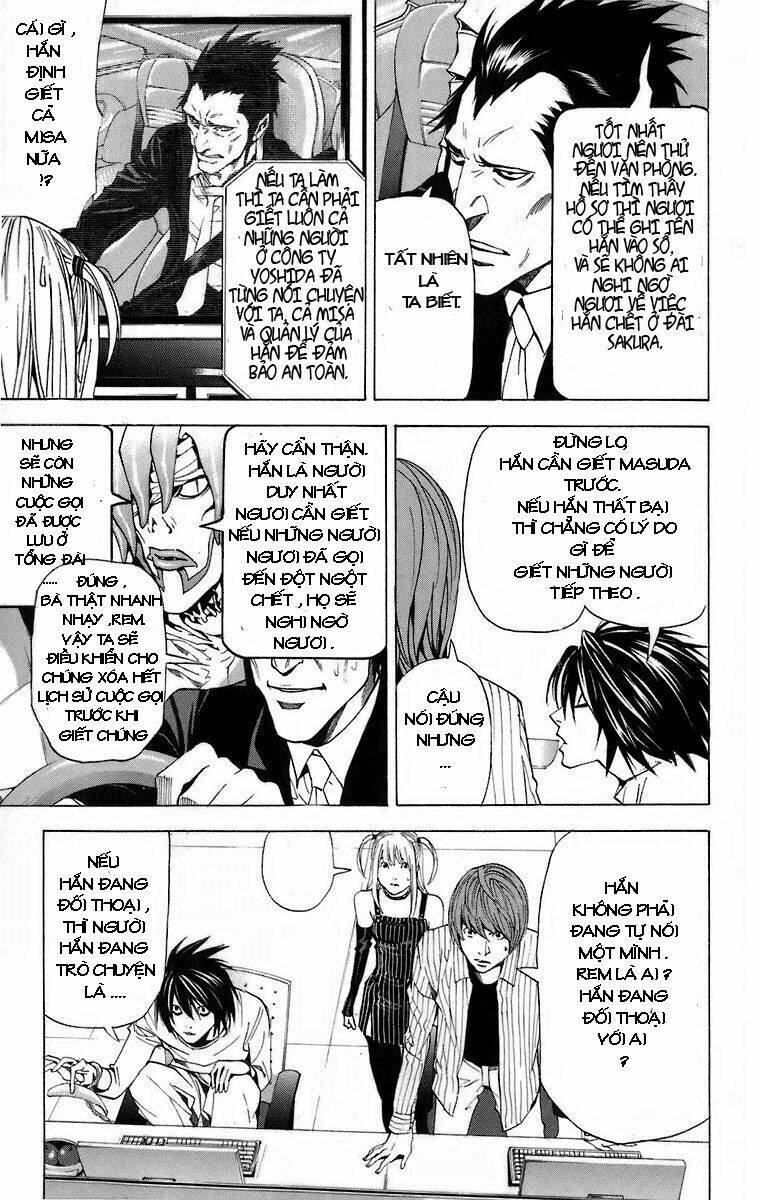 TỐT NHẤT
NGƯƠI NÊN THỬ
ĐẾN VĂN PHÒNG.
NẾU TÌM THẤY
HỒ SƠ THÌ NGƯƠI
CÓ THỂ GHI TÊN
HẮN VÀO SỔ,
VÀ SẼ KHÔNG AI
NGHI NGỜ
NGƯƠI VỀ VIỆC
HẮN CHẾT Ở ĐÀI
SAKURA.
TẤT NHIÊN
LÀ
TA BIẾT.
NẾU TA LÀM
THÌ TA CẦN PHẢI
GIẾT LUÔN CẢ
NHỮNG NGƯỜI
Ở CÔNG TY
YOSHIDA ĐÃ
TỪNG NÓI CHUYỆN
VỚI TA, CẢ MISA
VÀ QUẢN LÝ CỦA
HẮN ĐỂ ĐẢM
BẢO AN TOÀN.
CÁI GÌ ,
HẮN
ĐỊNH
GIẾT
CẢ
MISA
NỮA
!?
ĐỪNG LO,
HẮN CẦN GIẾT MASUDA
TRƯỚC.
NẾU HẮN THẤT BẠI
THÌ CHẲNG CÓ LÝ DO
GÌ ĐỂ
GIẾT NHỮNG NGƯỜI
TIẾP THEO .
CẬU
NÓI ĐÚNG
NHƯNG
...
HÃY CẨN THẬN.
HẮN LÀ NGƯỜI
DUY NHẤT
NGƯƠI CẦN GIẾT
NẾU NHỮNG NGƯỜI
NGƯƠI ĐÃ GỌI
ĐẾN ĐỘT NGỘT
CHẾT , HỌ SẼ
NGHI NGỜ
NGƯƠI .
NHƯNG
SẼ CÒN
NHỮNG
CUỘC GỌI
ĐÃ ĐƯỢC
LƯU Ở
TỔNG ĐÀI
.....
ĐÚNG ,
BÀ THẬT NHANH
NHẠY ,REM.
VẬY TA SẼ
ĐIỀU KHIỂN CHO
CHÚNG XÓA HẾT
LỊCH SỬ CUỘC GỌI
TRƯỚC KHI
GIẾT CHÚNG
HẮN
KHÔNG PHẢI
ĐANG TỰ NÓI
MỘT MÌNH .
REM LÀ AI ?
HẮN ĐANG
ĐỐI THOẠI
VỚI AI
?
NẾU
HẮN ĐANG
ĐỐI THOẠI ,
THÌ NGƯỜI
HẮN ĐANG
TRÒ CHUYỆN
LÀ ....